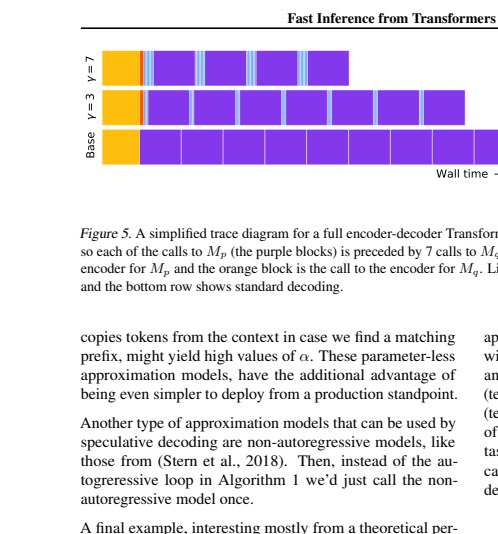 Fast Inference from Transformers
γ = 7
γ = 3
Base
Wall time
Figure 5. A simplified trace diagram for a full encoder-decoder Transfor
so each of the calls to Mp (the purple blocks) is preceded by 7 calls to Mq
encoder for Mp and the orange block is the call to the encoder for Mq. Li
and the bottom row shows standard decoding.
copies tokens from the context in case we find a matching
prefix, might yield high values of α. These parameter-less
approximation models, have the additional advantage of
being even simpler to deploy from a production standpoint.
Another type of approximation models that can be used by
speculative decoding are non-autoregressive models, like
those from (Stern et al., 2018). Then, instead of the au-
togreressive loop in Algorithm 1 we'd just call the non-
autoregressive model once.
A final example, interesting mostly from a theoretical per-
ap
wi
an
(te
(te
of
tas
ca
de